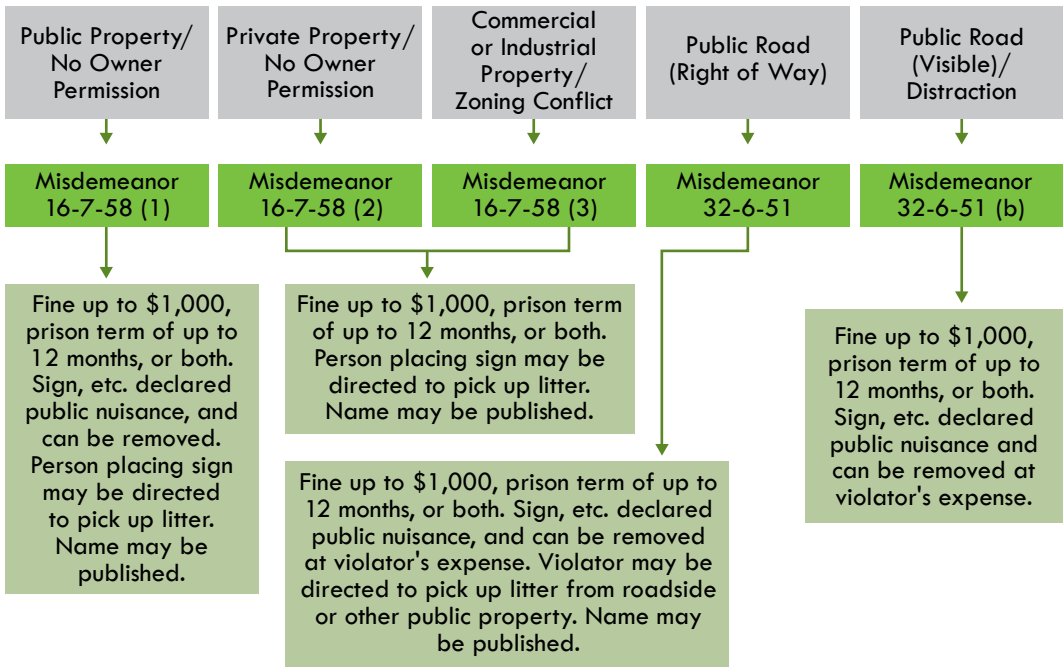 Public Property/
No Owner
Permission
Private Property/
No Owner
Permission
Commercial
or Industrial
Property/
Zoning Conflict
Public Road
(Right of Way)
Public Road
(Visible)/
Distraction
Misdemeanor
16-7-58 (1)
Misdemeanor
16-7-58 (2)
Misdemeanor
16-7-58 (3)
Misdemeanor
32-6-51
Misdemeanor
32-6-51 (b)
Fine up to $1,000,
prison term of up to
12 months, or both.
Sign, etc. declared
public nuisance, and
can be removed.
Person placing sign
may be directed
to pick up litter.
Name may be
published.
Fine up to $1,000, prison term
of up to 12 months, or both.
Person placing sign may be
directed to pick up litter.
Name may be published.
Fine up to $1,000, prison term of up to
12 months, or both. Sign, etc. declared
public nuisance, and can be removed
at violator's expense. Violator may be
directed to pick up litter from roadside
or other public property. Name may
be published.
Fine up to $1,000,
prison term of up to
12 months, or both.
Sign, etc. declared
public nuisance and
can be removed at
violator's expense.